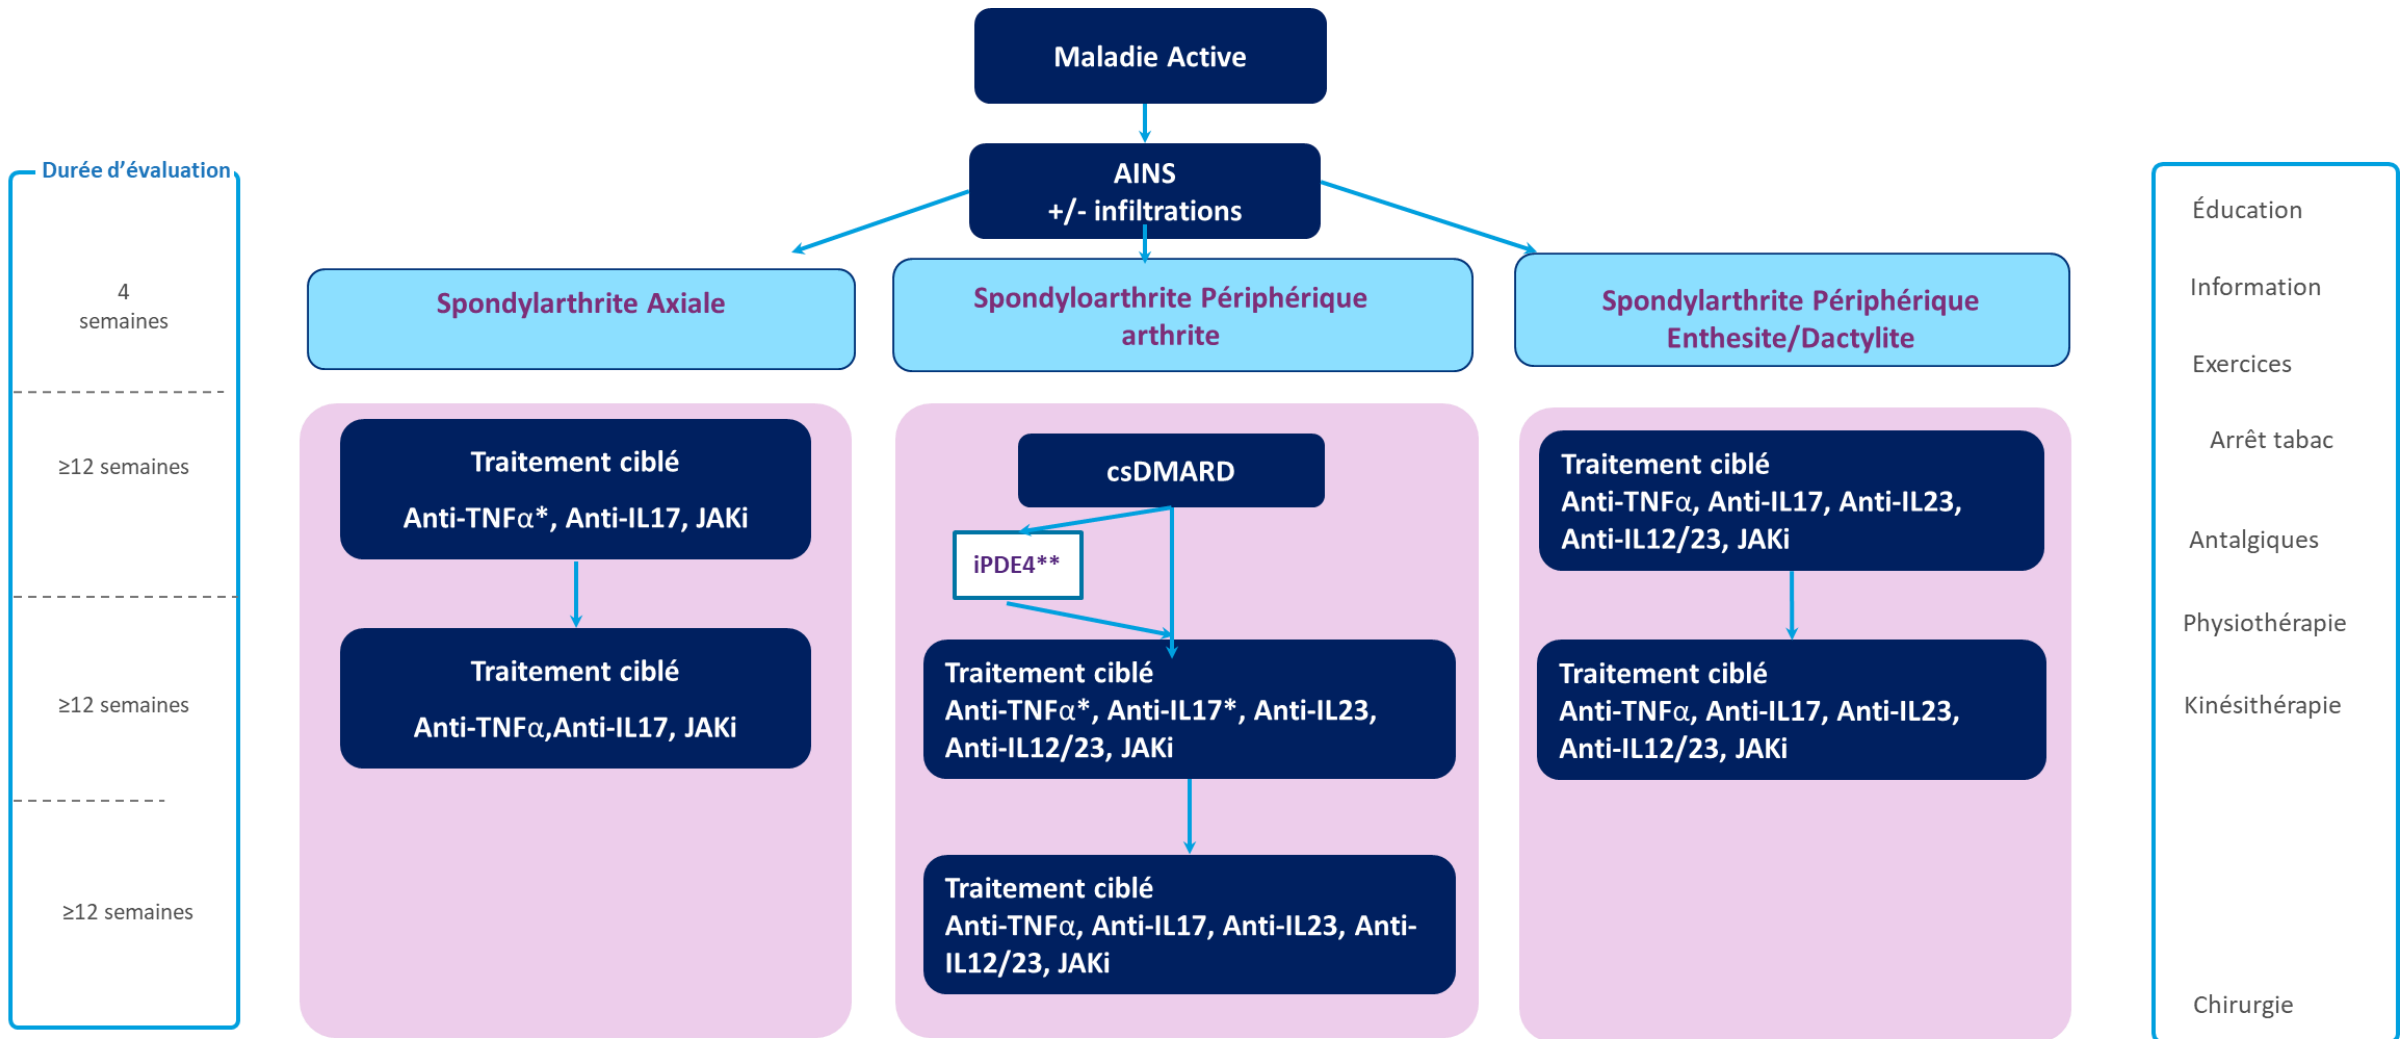 Maladie Active
AINS
+/- infiltrations
Durée d’évaluation
4
semaines
≥12 semaines
≥12 semaines
≥12 semaines
Spondylarthrite Axiale
Traitement ciblé
Anti-TNFα*, Anti-IL17, JAKi
Traitement ciblé
Anti-TNFα,Anti-IL17, JAKi
Spondyloarthrite Périphérique
arthrite
csDMARD
iPDE4**
Traitement ciblé
Anti-TNFα*, Anti-IL17*, Anti-IL23,
Anti-IL12/23, JAKi
Traitement ciblé
Anti-TNFα, Anti-IL17, Anti-IL23, Anti-
IL12/23, JAKi
Spondylarthrite Périphérique
Enthesite/Dactylite
Traitement ciblé
Anti-TNFα, Anti-IL17, Anti-IL23,
Anti-IL12/23, JAKi
Traitement ciblé
Anti-TNFα, Anti-IL17, Anti-IL23,
Anti-IL12/23, JAKi
Éducation
Information
Exercices
Arrêt tabac
Antalgiques
Physiothérapie
Kinésithérapie
Chirurgie